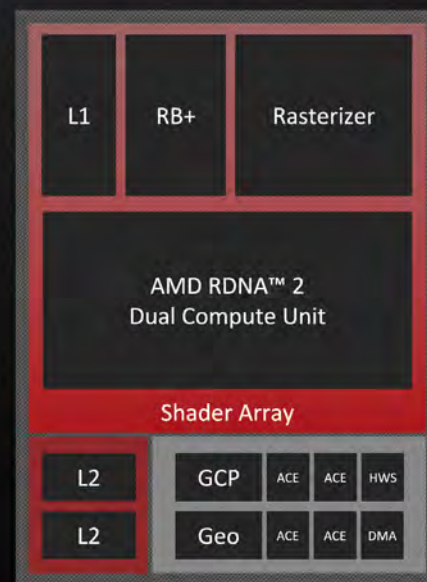 L1 RB+ Rasterizer
AMD RDNA™ 2
Dual Compute Unit
Shader Array
L2 GCP ACE ACE HWS
L2 Geo ACE ACE DMA